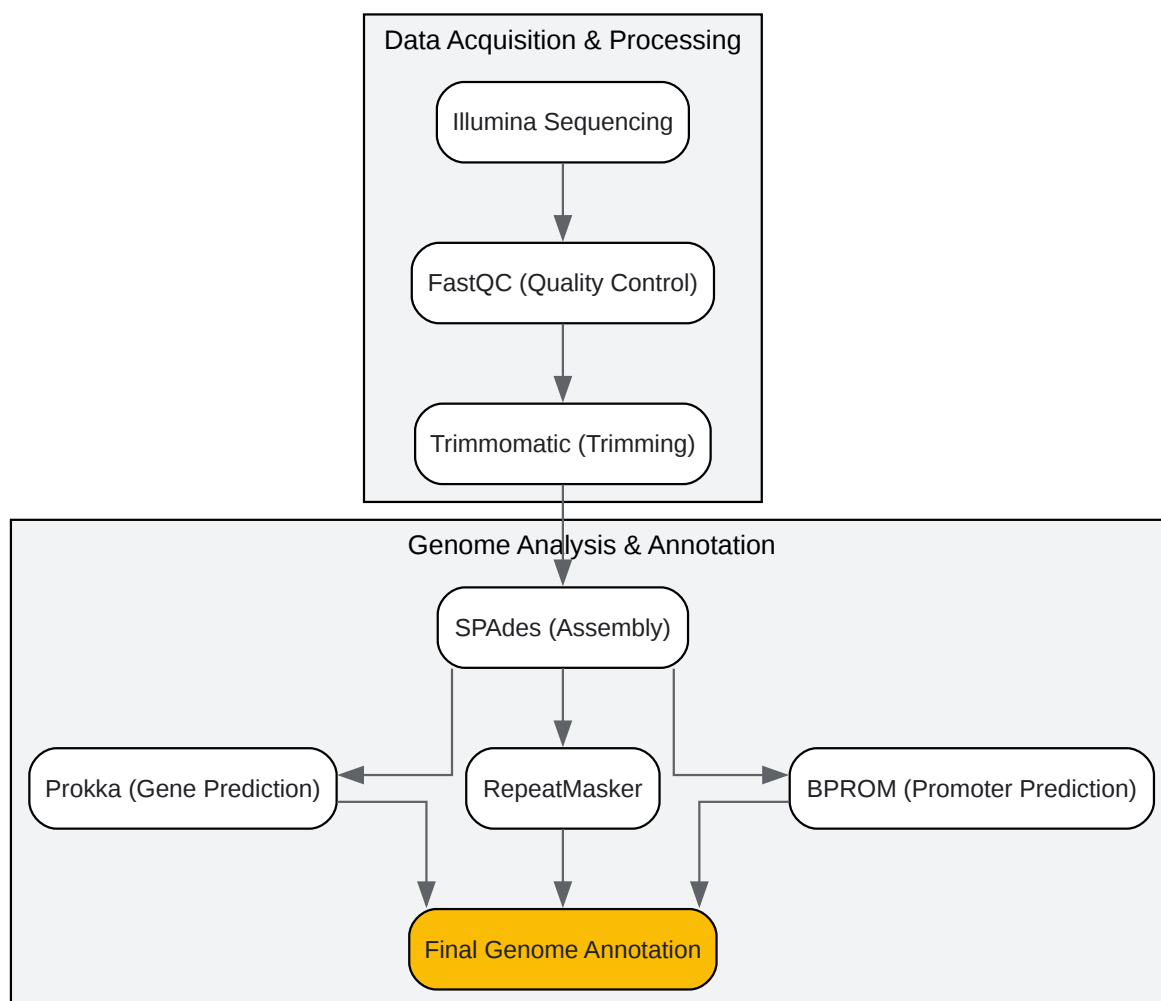 Data Acquisition & Processing
Illumina Sequencing
FastQC (Quality Control)
Trimmomatic (Trimming)
Genome Analysis & Annotation
SPAdes (Assembly)
Prokka (Gene Prediction)
RepeatMasker
BPROM (Promoter Prediction)
Final Genome Annotation